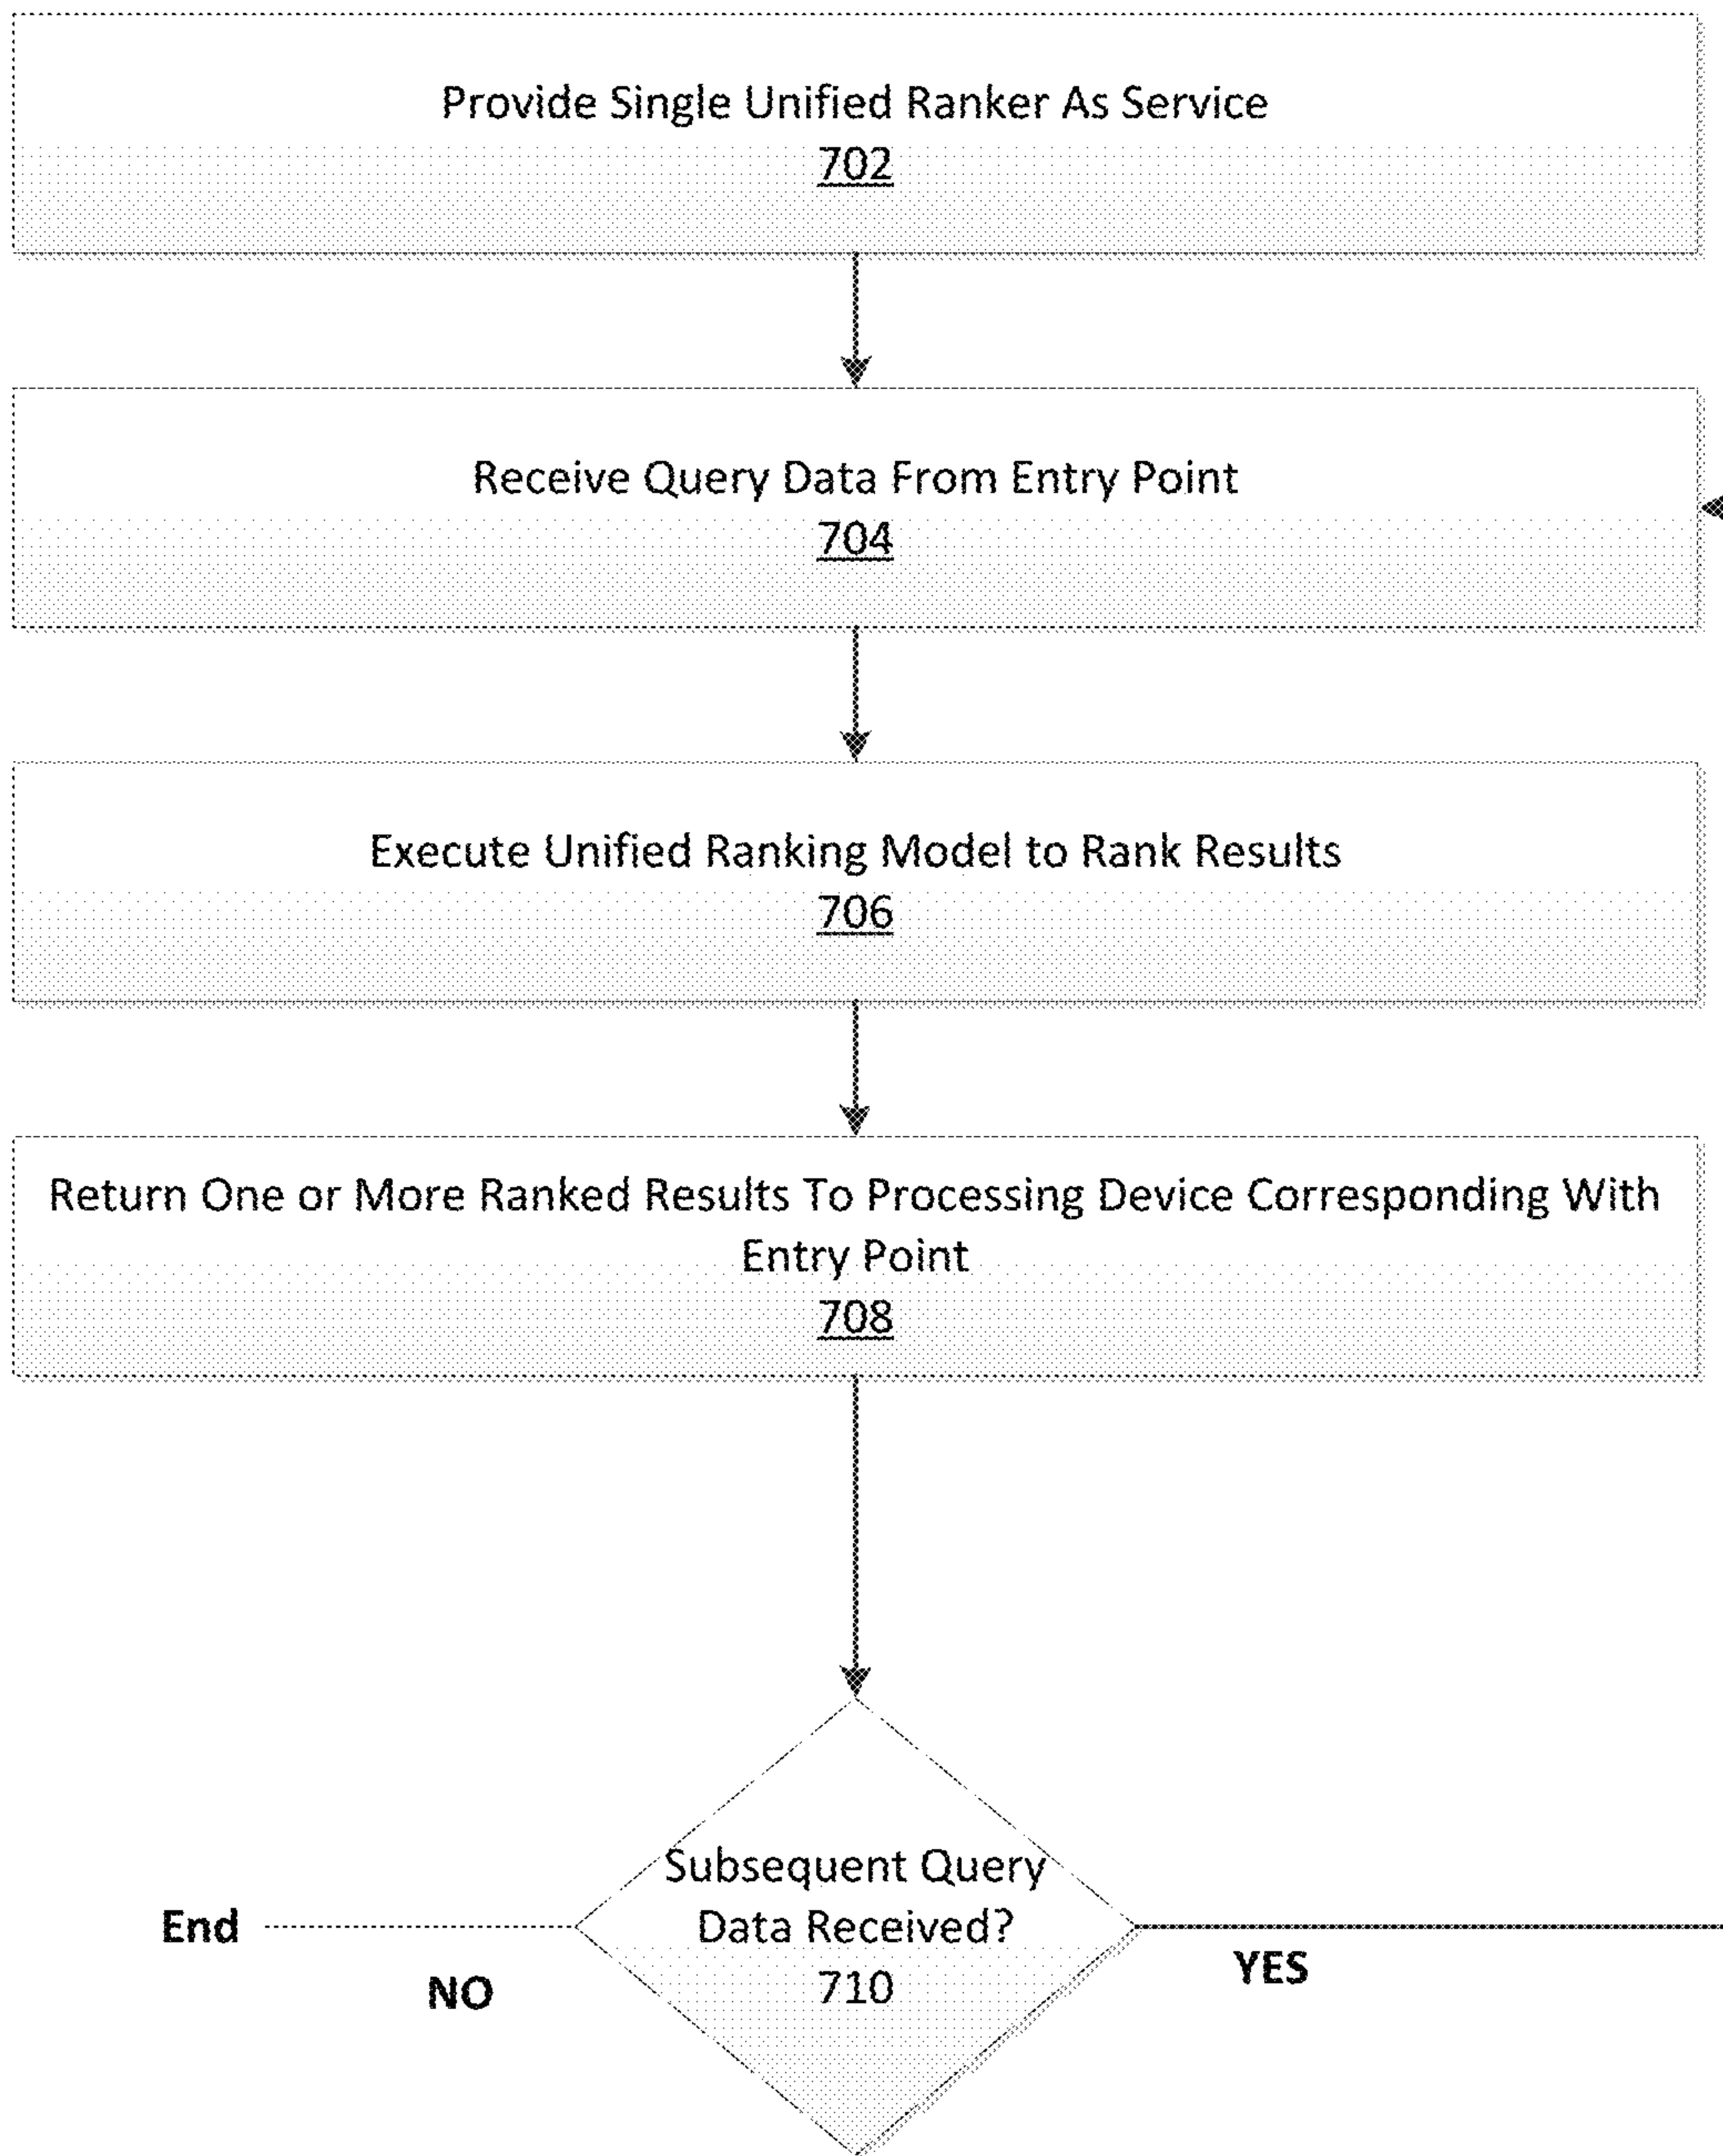 Provide Single Unified Ranker As Service
702
Receive Query Data From Entry Point
704
Execute Unified Ranking Model to Rank Results
706
Return One or More Ranked Results To Processing Device Corresponding With
Entry Point
708
Subsequent Query
Data Received?
710
End
NO
YES